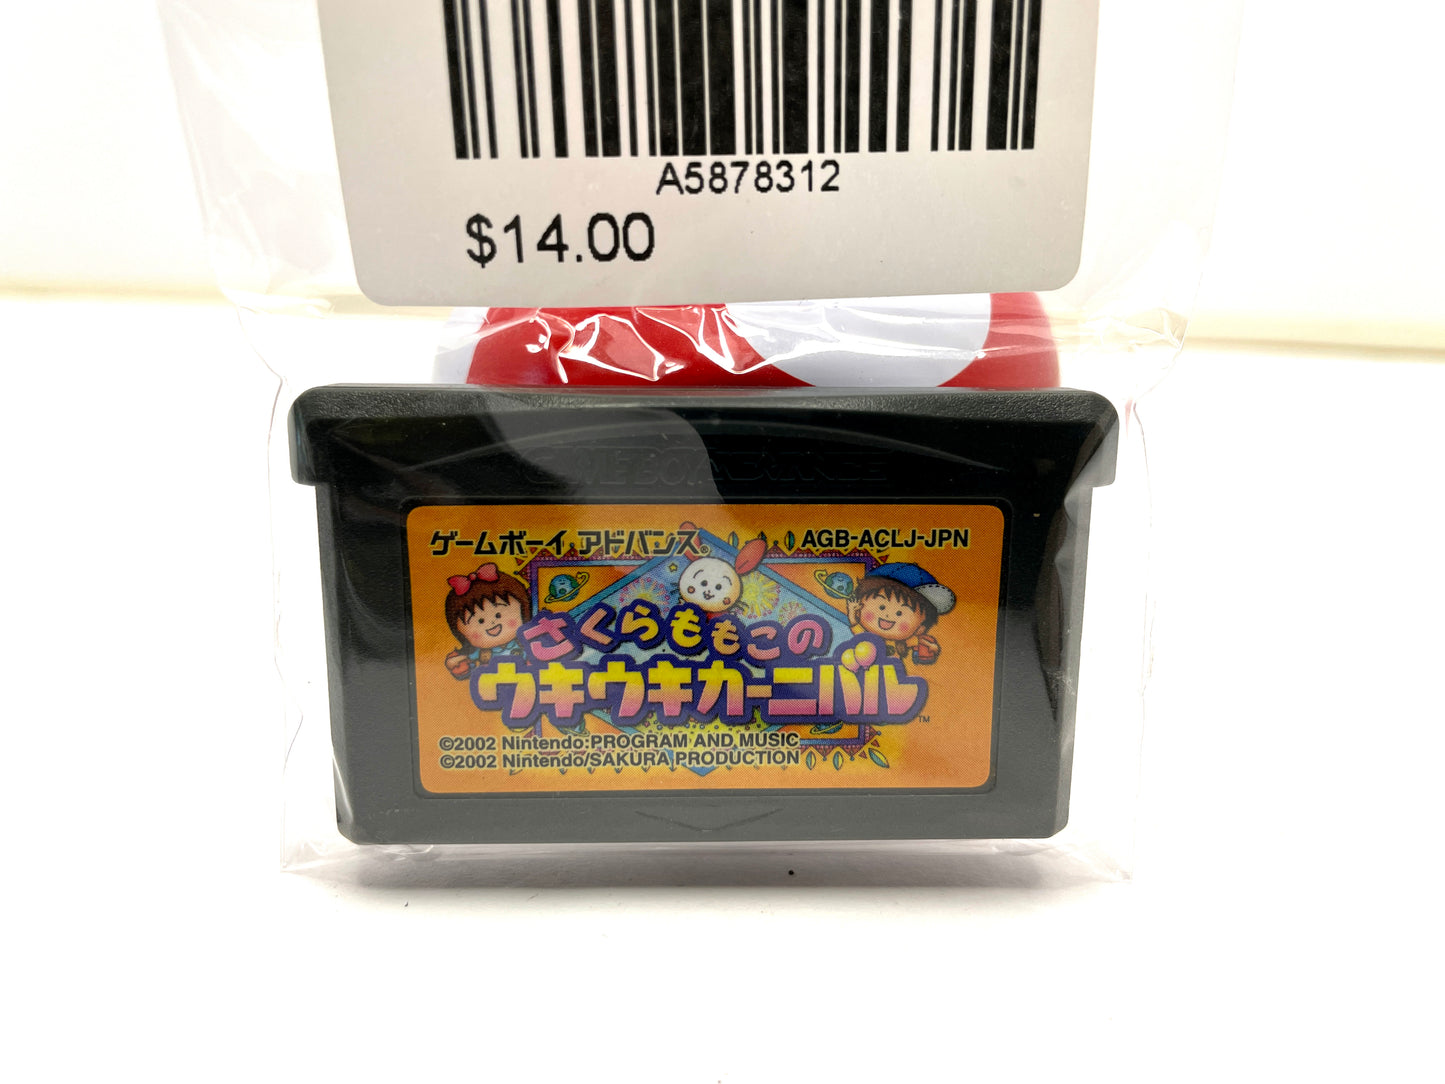 A5878312
$14.00
GAME BOY ADVANCE
ゲームボーイ アドバンス®
AGB-ACLJ-JPN
さくらももこの
ウキウキカーニバル™
©2002 Nintendo:PROGRAM AND MUSIC
©2002 Nintendo/SAKURA PRODUCTION